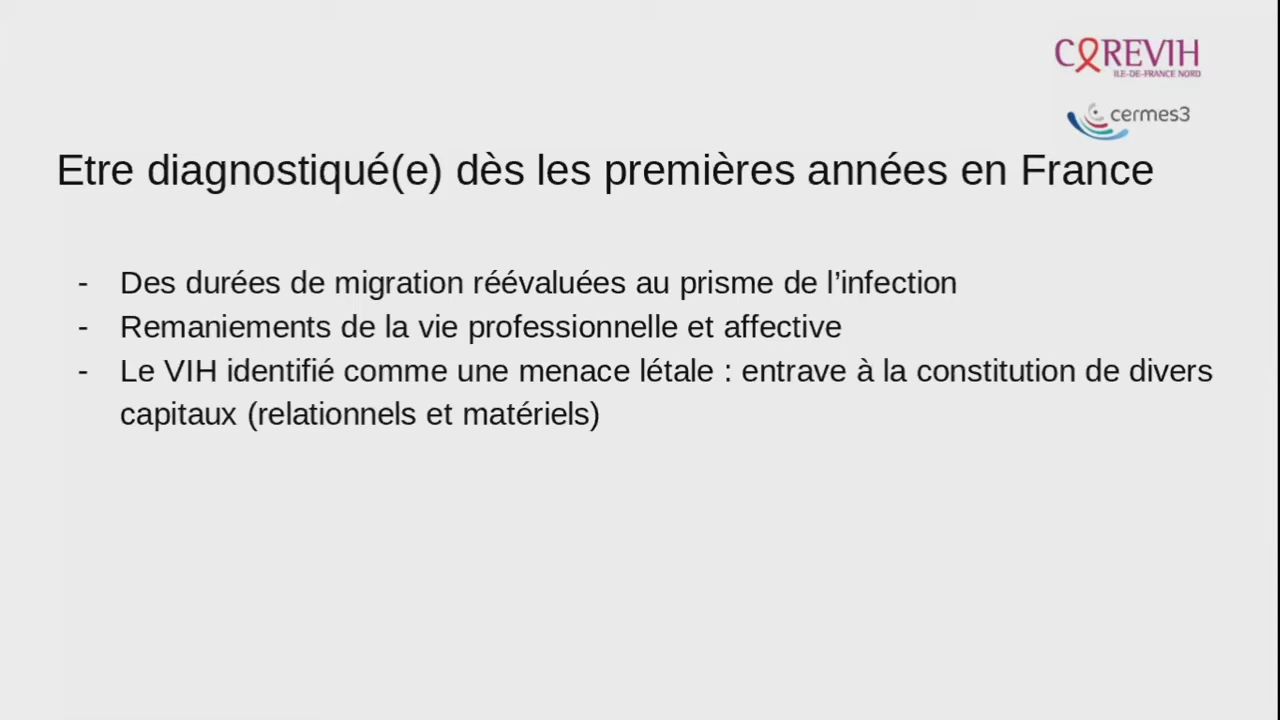 COREVIH
ILE-DE-FRANCE NORD
cermes3
Etre diagnostiqué(e) dès les premières années en France
- Des durées de migration réévaluées au prisme de l’infection
- Remaniements de la vie professionnelle et affective
- Le VIH identifié comme une menace létale : entrave à la constitution de divers
capitaux (relationnels et matériels)